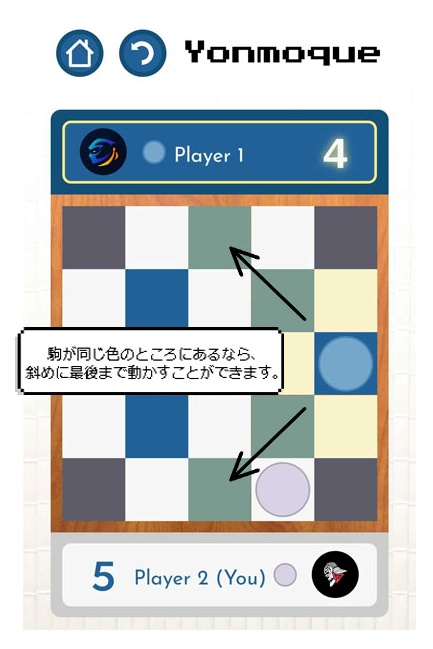 Yonmoque
Player 1
4
駒が同じ色のところにあるなら、
斜めに最後まで動かすことができます。
5 Player 2 (You)